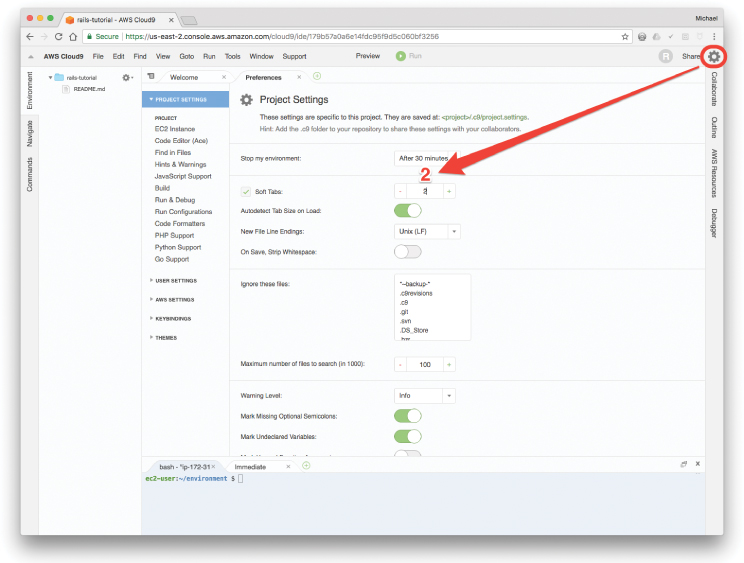 rails-tutorial - AWS Cloud9
Michael
Secure https://us-east-2.console.aws.amazon.com/cloud9/ide/179b57a0a6e14fdc95f9d5c060bf3256
AWS Cloud9 File Edit Find View Goto Run Tools Window Support Preview Run R Share
Environment
Navigate
Commands
rails-tutorial
README.md
Welcome
Preferences
PROJECT SETTINGS
PROJECT
EC2 Instance
Code Editor (Ace)
Find in Files
Hints & Warnings
JavaScript Support
Build
Run & Debug
Run Configurations
Code Formatters
PHP Support
Python Support
Go Support
USER SETTINGS
AWS SETTINGS
KEYBINDINGS
THEMES
Project Settings
These settings are specific to this project. They are saved at: <project>/.c9/project.settings.
Hint: Add the .c9 folder to your repository to share these settings with your collaborators.
Stop my environment: After 30 minutes
2
Soft Tabs: - 2 +
Autodetect Tab Size on Load:
New File Line Endings: Unix (LF)
On Save, Strip Whitespace:
Ignore these files: *~backup-*
.c9revisions
.c9
.git
.svn
.DS_Store
Maximum number of files to search (in 1000): - 100 +
Warning Level: Info
Mark Missing Optional Semicolons:
Mark Undeclared Variables:
Collaborate
Outline
AWS Resources
Debugger
bash - "ip-172-31
Immediate
ec2-user:~/environment $